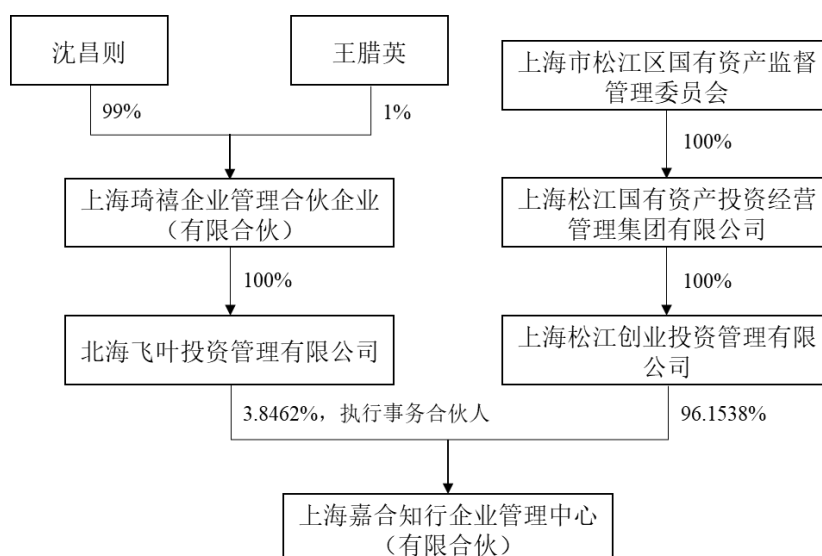 沈昌则
王腊英
上海市松江区国有资产监督
管理委员会
99%
1%
100%
上海琦禧企业管理合伙企业
（有限合伙）
上海松江国有资产投资经营
管理集团有限公司
100%
100%
北海飞叶投资管理有限公司
上海松江创业投资管理有限
公司
3.8462%，执行事务合伙人
96.1538%
上海嘉合知行企业管理中心
（有限合伙）